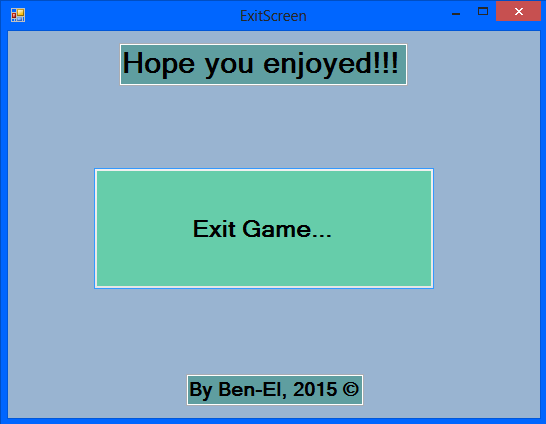 ExitScreen
Hope you enjoyed!!!
Exit Game...
By Ben-El, 2015 ©